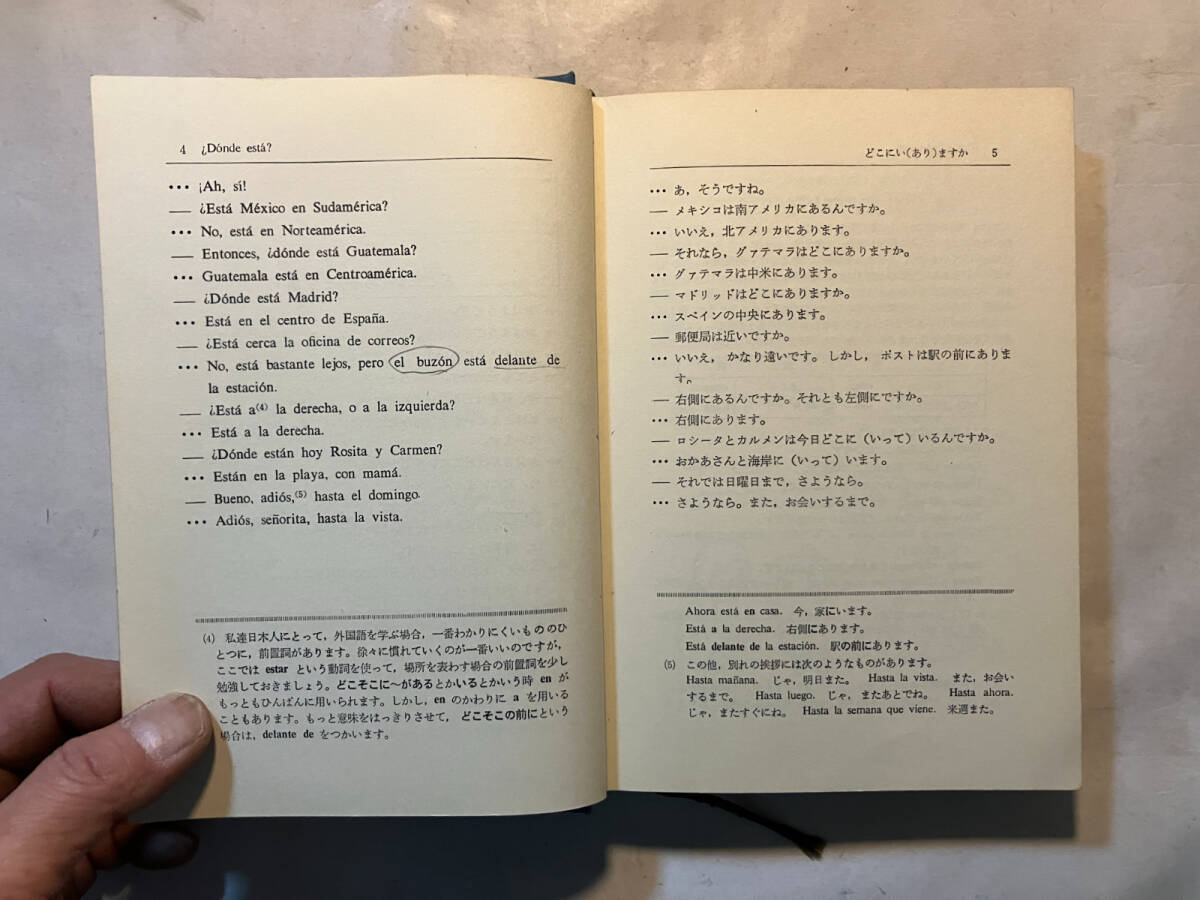 4 ¿Dónde está?
••• ¡Ah, sí!
— ¿Está México en Sudamérica?
••• No, está en Norteamérica.
— Entonces, ¿dónde está Guatemala?
••• Guatemala está en Centroamérica.
— ¿Dónde está Madrid?
••• Está en el centro de España.
— ¿Está cerca la oficina de correos?
••• No, está bastante lejos, pero el buzón está delante de
la estación.
— ¿Está a(4) la derecha, o a la izquierda?
••• Está a la derecha.
— ¿Dónde están hoy Rosita y Carmen?
••• Están en la playa, con mamá.
— Bueno, adiós,(5) hasta el domingo.
••• Adiós, señorita, hasta la vista.
(4) 私達日本人にとって,外国語を学ぶ場合,一番わかりにくいもののひ
とつに,前置詞があります。徐々に慣れていくのが一番いいのですが,
ここでは estar という動詞を使って,場所を表わす場合の前置詞を少し
勉強しておきましょう。どこそこに〜があるとかいるとかいう時 en が
もっともひんぱんに用いられます。しかし, en のかわりに a を用いる
こともあります。もっと意味をはっきりさせて, どこそこの前にという
場合は, delante de をつかいます。
どこにい(あり)ますか 5
••• あ,そうですね。
— メキシコは南アメリカにあるんですか。
••• いいえ,北アメリカにあります。
— それなら,グァテマラはどこにありますか。
••• グァテマラは中米にあります。
— マドリッドはどこにありますか。
••• スペインの中央にあります。
— 郵便局は近いですか。
••• いいえ, かなり遠いです。しかし, ポストは駅の前にありま
す。
— 右側にあるんですか。それとも左側にですか。
••• 右側にあります。
— ロシータとカルメンは今日どこに(いって)いるんですか。
••• おかあさんと海岸に(いって)います。
— それでは日曜日まで,さようなら。
••• さようなら。また,お会いするまで。
Ahora está en casa. 今,家にいます。
Está a la derecha. 右側にあります。
Está delante de la estación. 駅の前にあります。
(5) この他,別れの挨拶には次のようなものがあります。
Hasta mañana. じゃ,明日また。 Hasta la vista. また,お会い
するまで。 Hasta luego. じゃ, またあとでね。 Hasta ahora.
じゃ,またすぐにね。 Hasta la semana que viene. 来週また。